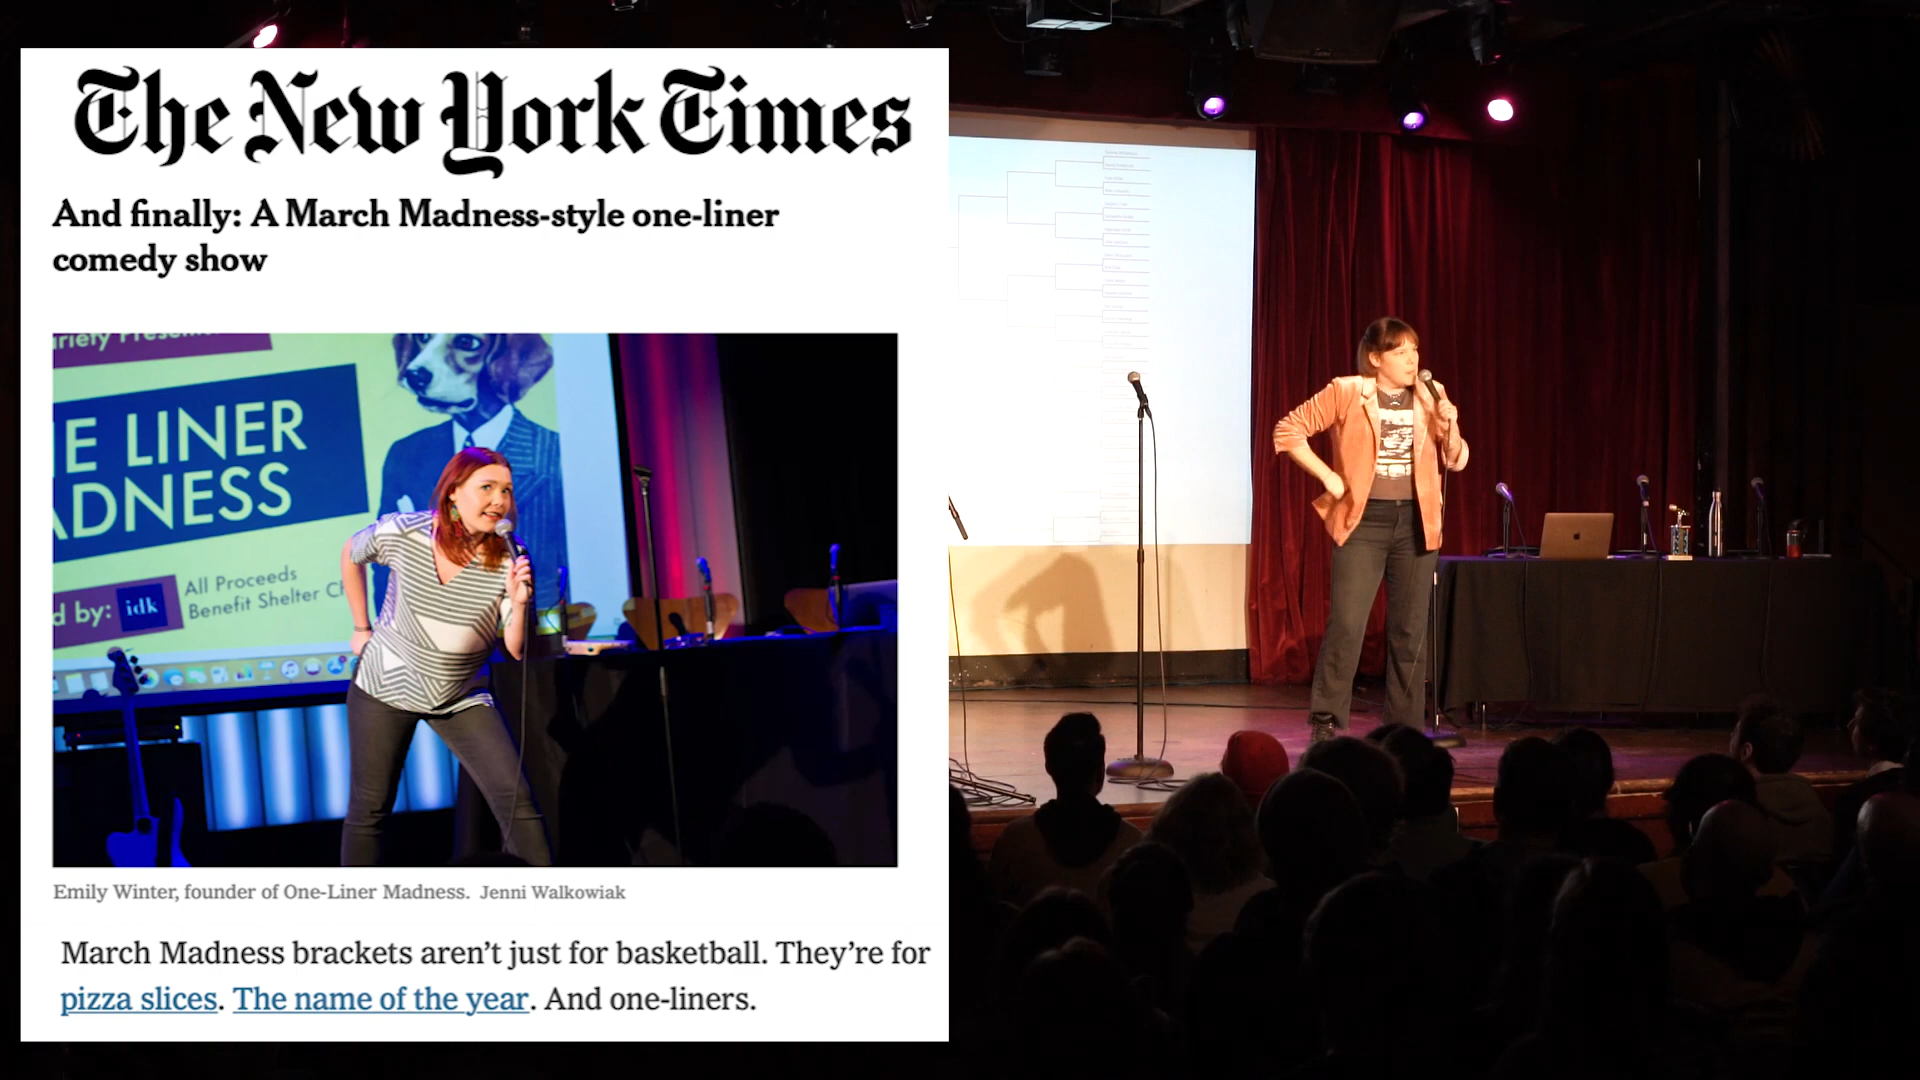 The New York Times
And finally: A March Madness-style one-liner
comedy show
E LINER
ADNESS
d by: idk
All Proceeds
Benefit Shelter
Emily Winter, founder of One-Liner Madness. Jenni Walkowiak
March Madness brackets aren't just for basketball. They're for
pizza slices. The name of the year. And one-liners.